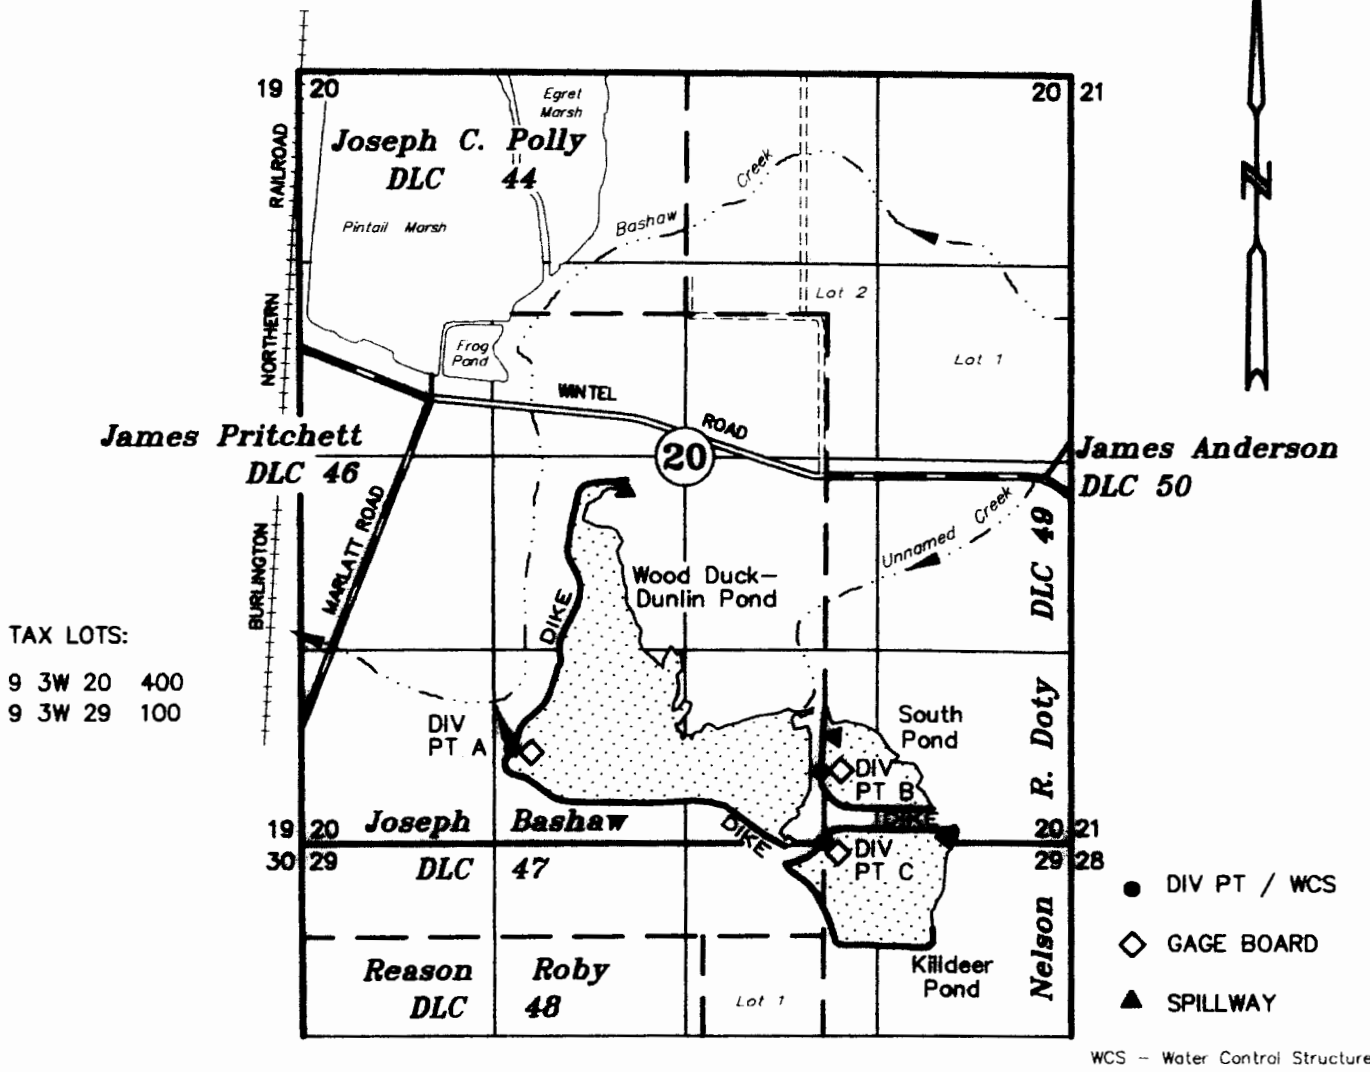 19 20
20 21
Egret
Marsh
Joseph C. Polly
DLC 44
RAILROAD
Creek
Bashaw
Pintail Marsh
N
Lot 2
NORTHERN
Frog
Pond
Lot 1
WINTEL
ROAD
James Pritchett
DLC 46
20
James Anderson
DLC 50
MARLATT ROAD
BURLINGTON
Unnamed Creek
DLC 49
Wood Duck–
Dunlin Pond
DIKE
TAX LOTS:
9 3W 20 400
9 3W 29 100
R. Doty
South
Pond
DIV
PT A
DIV
PT B
DIKE
DIKE
19 20
Joseph Bashaw
20 21
30 29
DLC 47
DIV
PT C
29 28
DIV PT / WCS
GAGE BOARD
Nelson
Reason Roby
DLC 48
Lot 1
Killdeer
Pond
SPILLWAY
WCS – Water Control Structure